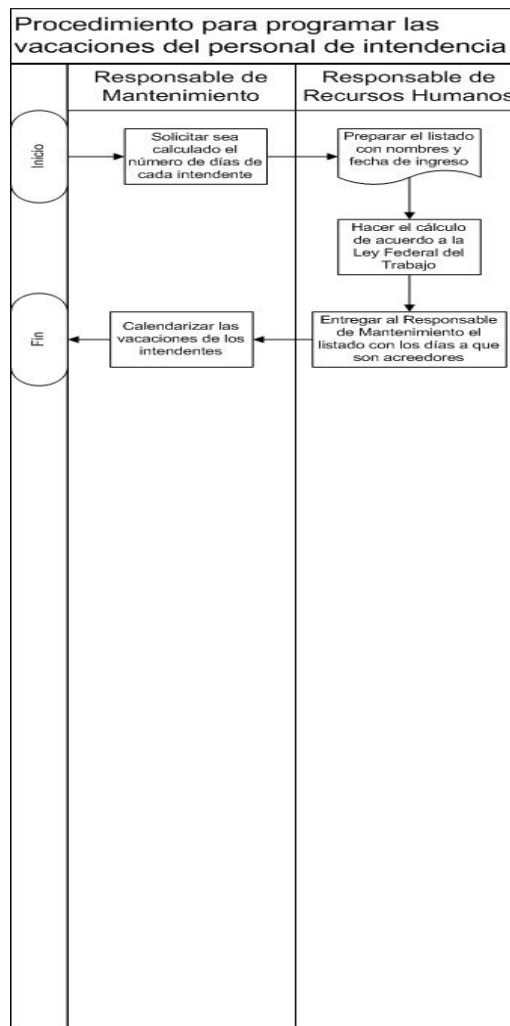 Procedimiento para programar las
vacaciones del personal de intendencia
Responsable de
Mantenimiento
Responsable de
Recursos Humanos
Inicio
Solicitar sea
calculado el
número de días de
cada intendente
Preparar el listado
con nombres y
fecha de ingreso
Hacer el cálculo
de acuerdo a la
Ley Federal del
Trabajo
Entregar al Responsable
de Mantenimiento el
listado con los días a que
son acreedores
Calendarizar las
vacaciones de los
intendentes
Fin